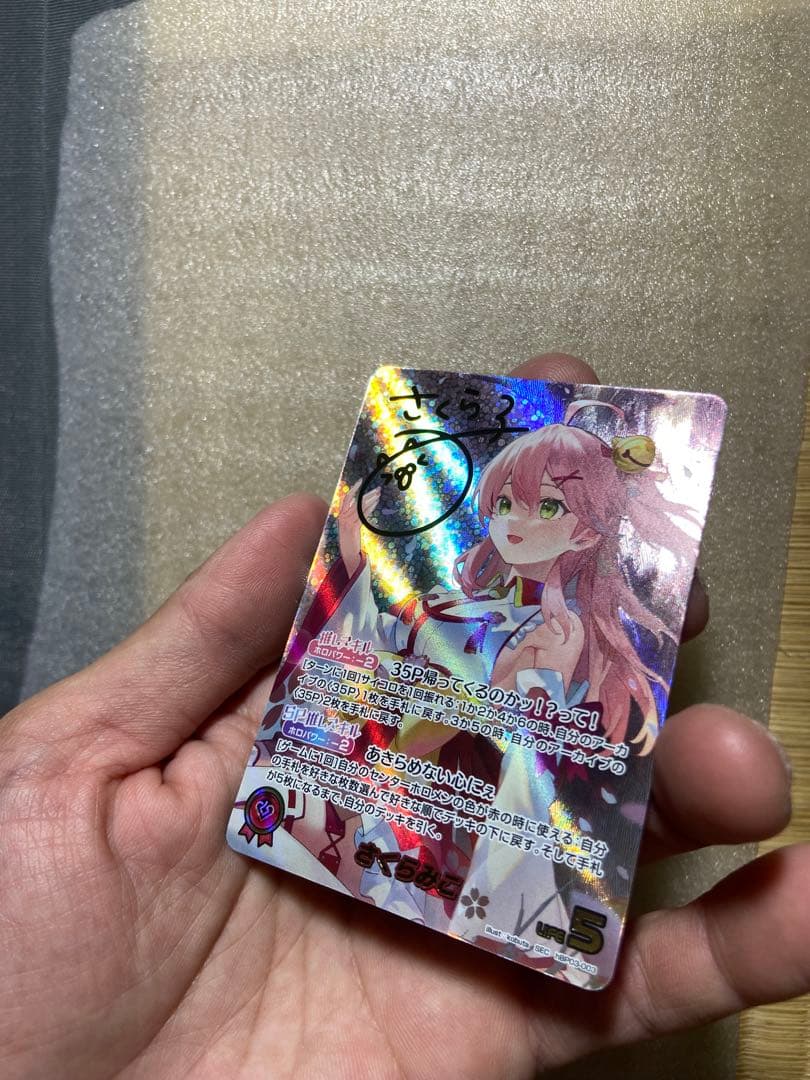 さくらみこ
推しスキル
ホロパワー:-2
35P帰ってくるのかッ!?って!
[ターンに1回]サイコロを1回振れる:1か2か4か6の時、自分のアーカ
イブの〈35P〉1枚を手札に戻す。3か5の時、自分のアーカイブの
〈35P〉2枚を手札に戻す。
SP推しスキル
ホロパワー:-2
あきらめない心にぇ
[ゲームに1回]自分のセンターホロメンの色が赤の時に使える:自分
の手札を好きな枚数選んで好きな順でデッキの下に戻す。そして手札
が5枚になるまで、自分のデッキを引く。
さくらみこ
LIFE 5
illust kobuta SEC hBP03-003